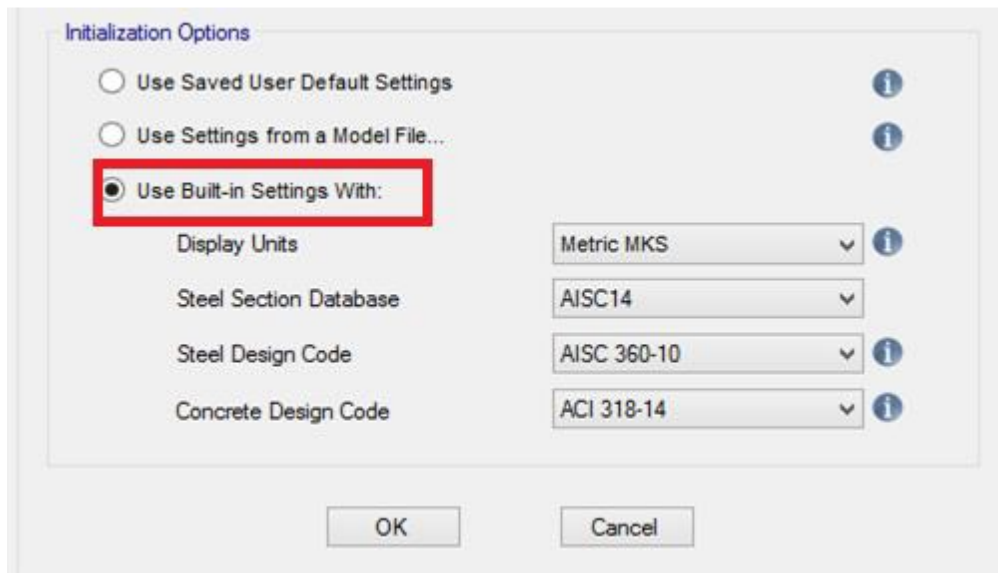 Initialization Options
Use Saved User Default Settings
Use Settings from a Model File...
Use Built-in Settings With:
Display Units Metric MKS
Steel Section Database AISC14
Steel Design Code AISC 360-10
Concrete Design Code ACI 318-14
OK Cancel